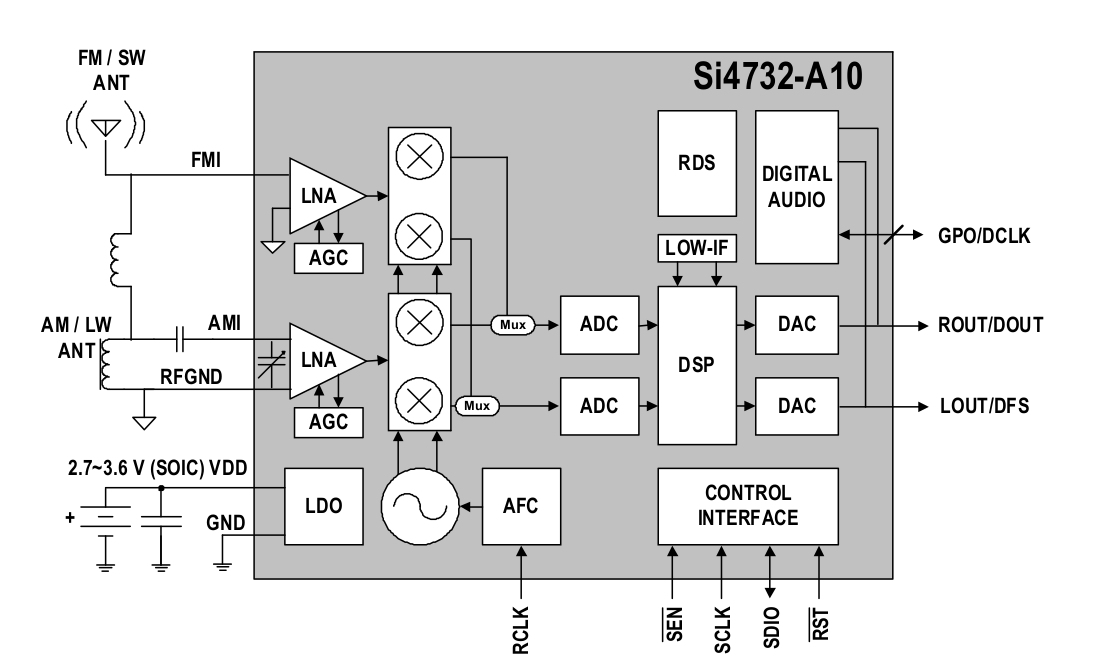 FM / SW
ANT
Si4732-A10
FMI
LNA
AGC
RDS
DIGITAL
AUDIO
LOW-IF
GPO/DCLK
AM / LW
ANT
AMI
RFGND
LNA
AGC
Mux
ADC
DSP
DAC
ROUT/DOUT
Mux
ADC
DAC
LOUT/DFS
2.7~3.6 V (SOIC) VDD
+
GND
LDO
AFC
CONTROL
INTERFACE
RCLK
SEN
SCLK
SDIO
RST